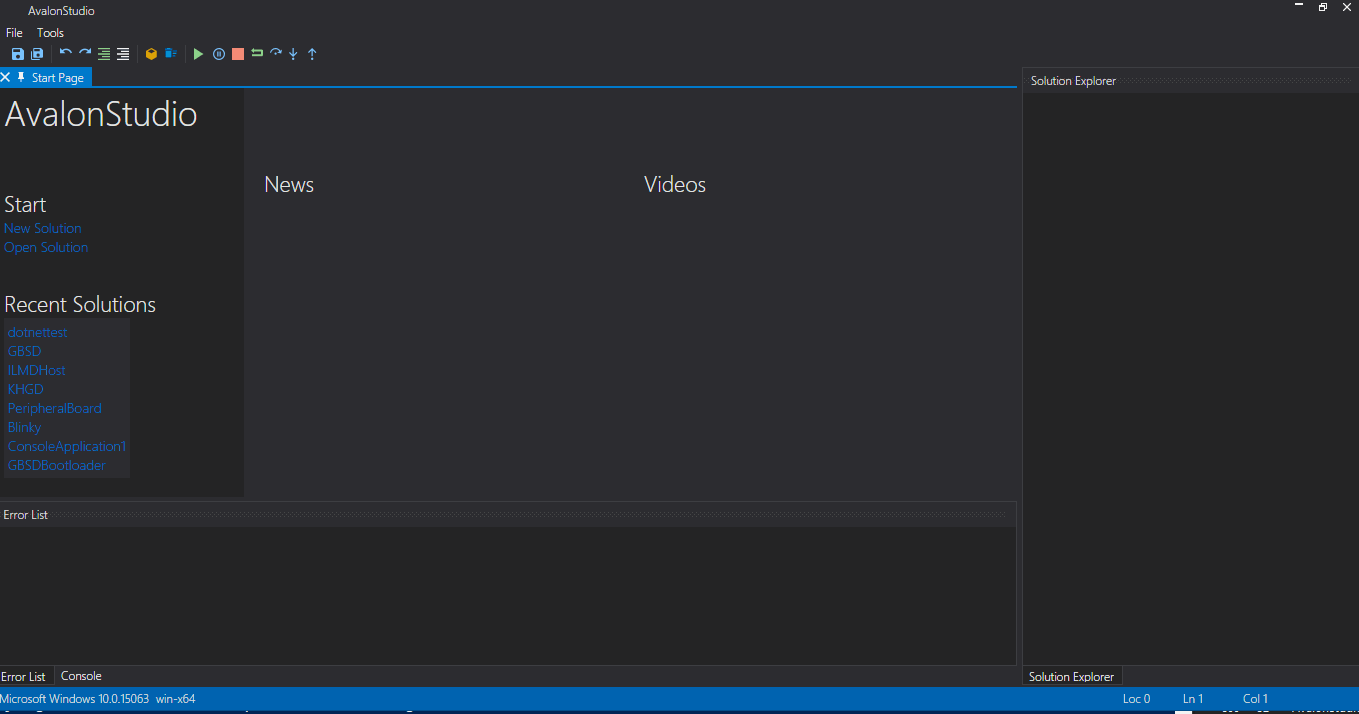 AvalonStudio
File Tools
Start Page
Solution Explorer
AvalonStudio
News
Videos
Start
New Solution
Open Solution
Recent Solutions
dotnettest
GBSD
ILMDHost
KHGD
PeripheralBoard
Blinky
ConsoleApplication1
GBSDBootloader
Error List
Error List Console
Solution Explorer
Microsoft Windows 10.0.15063 win-x64
Loc 0 Ln 1 Col 1